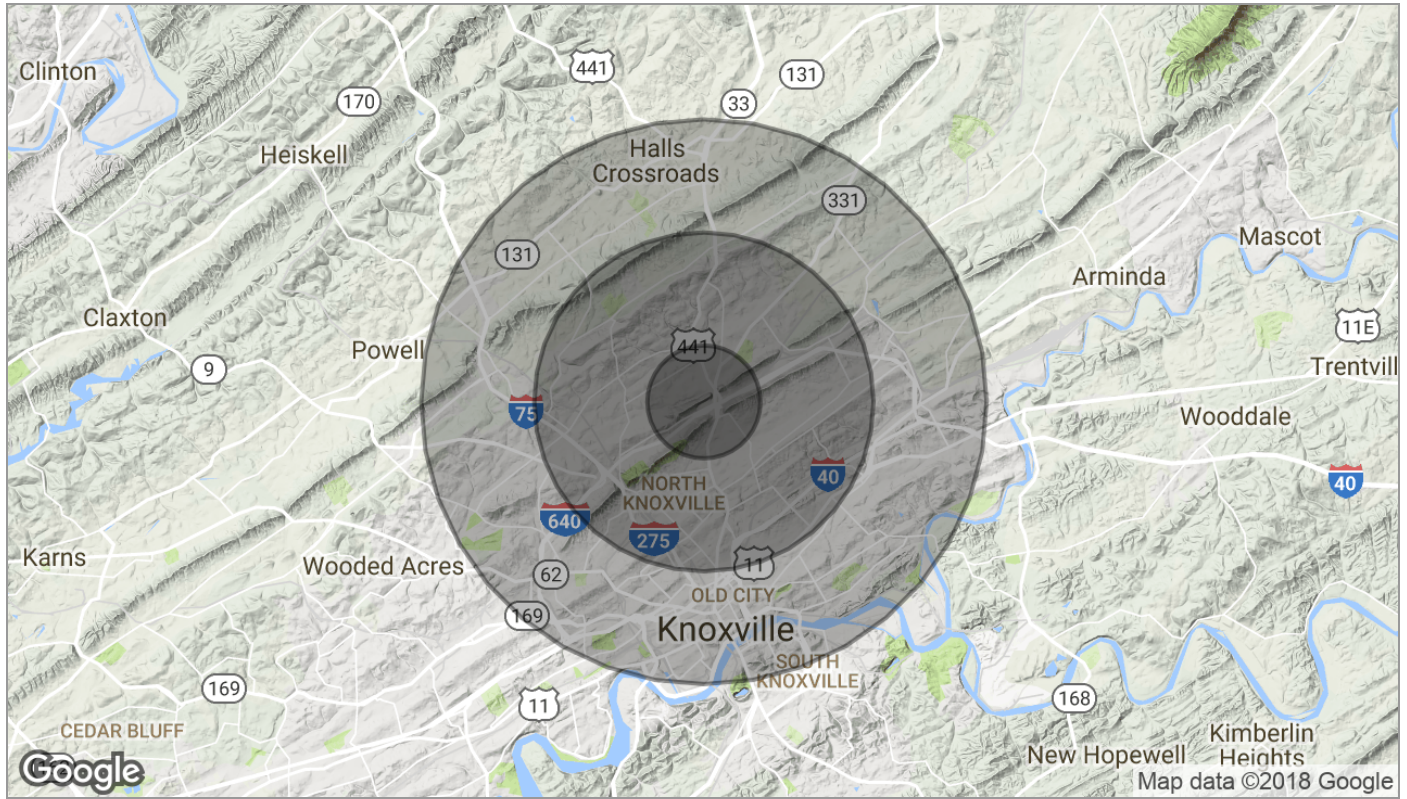 Clinton
441
131
170
33
Halls
Crossroads
Heiskell
331
Mascot
131
Arminda
Claxton
11E
441
Powell
9
Trentvill
75
Wooddale
40
40
NORTH
KNOXVILLE
640
275
Karns
11
Wooded Acres
62
OLD CITY
169
Knoxville
SOUTH
KNOXVILLE
169
168
11
CEDAR BLUFF
Kimberlin
Heights
New Hopewell
Google
Map data ©2018 Google